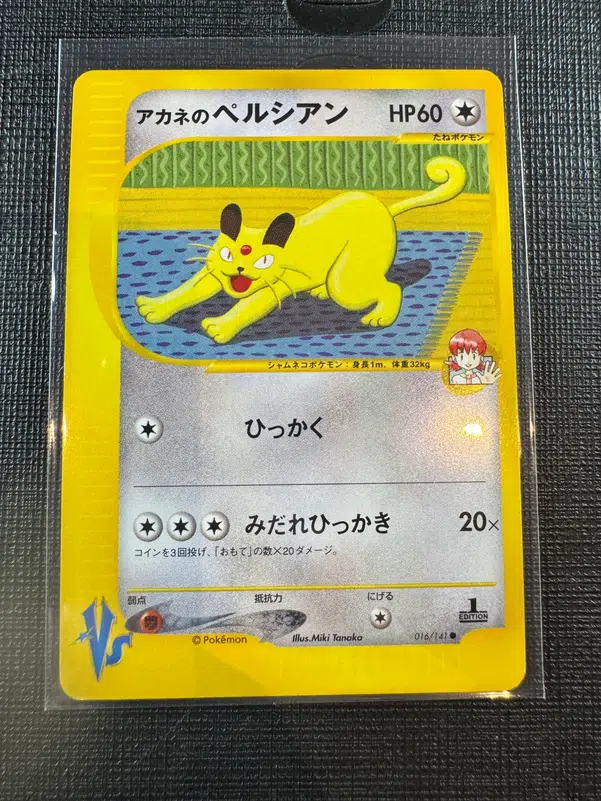 アカネのペルシアン HP60
たねポケモン
シャムネコポケモン：身長1m、体重32kg
ひっかく
みだれひっかき 20×
コインを3回投げ、「おもて」の数×20ダメージ。
弱点 抵抗力 にげる
1 EDITION
VS
© Pokémon Illus.Miki Tanaka 016/141 ●